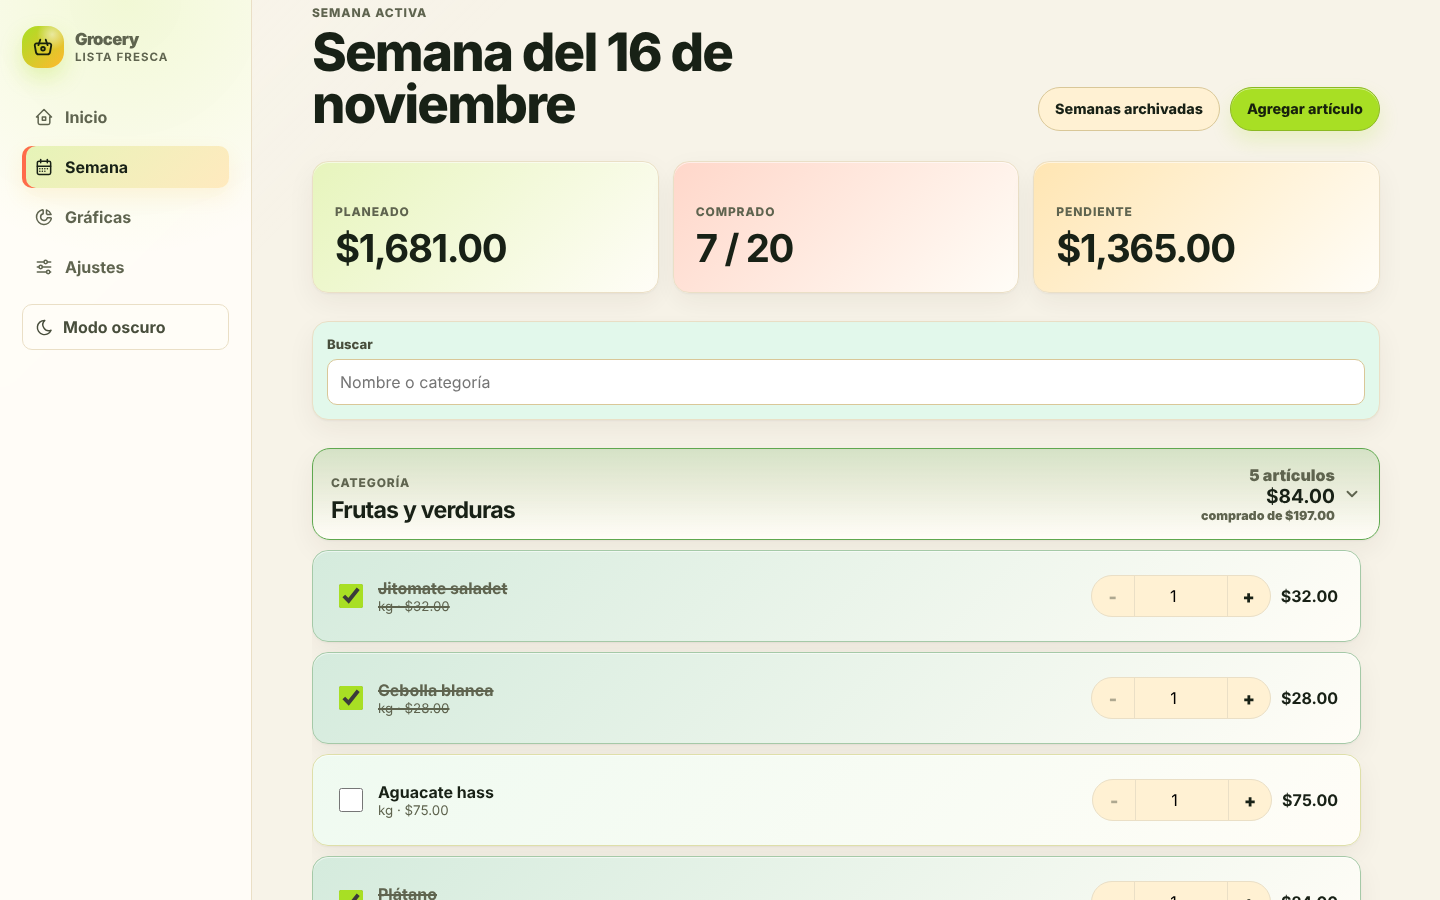 Grocery
LISTA FRESCA
Inicio
Semana
Gráficas
Ajustes
Modo oscuro
SEMANA ACTIVA
Semana del 16 de
noviembre
Semanas archivadas
Agregar artículo
PLANEADO
$1,681.00
COMPRADO
7 / 20
PENDIENTE
$1,365.00
Buscar
Nombre o categoría
CATEGORÍA
Frutas y verduras
5 artículos
$84.00
comprado de $197.00
Jitomate saladet
kg · $32.00
- 1 +
$32.00
Cebolla blanca
kg · $28.00
- 1 +
$28.00
Aguacate hass
kg · $75.00
- 1 +
$75.00
Plátano
- 1 +
$24.00